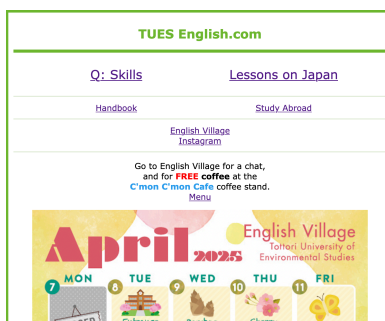 TUES English.com
Q: Skills Lessons on Japan
Handbook Study Abroad
English Village
Instagram
Go to English Village for a chat,
and for FREE coffee at the
C'mon C'mon Cafe coffee stand.
Menu
April 2025
English Village
Tottori University of
Environmental Studies
MON TUE WED THU FRI
7 8 9 10 11